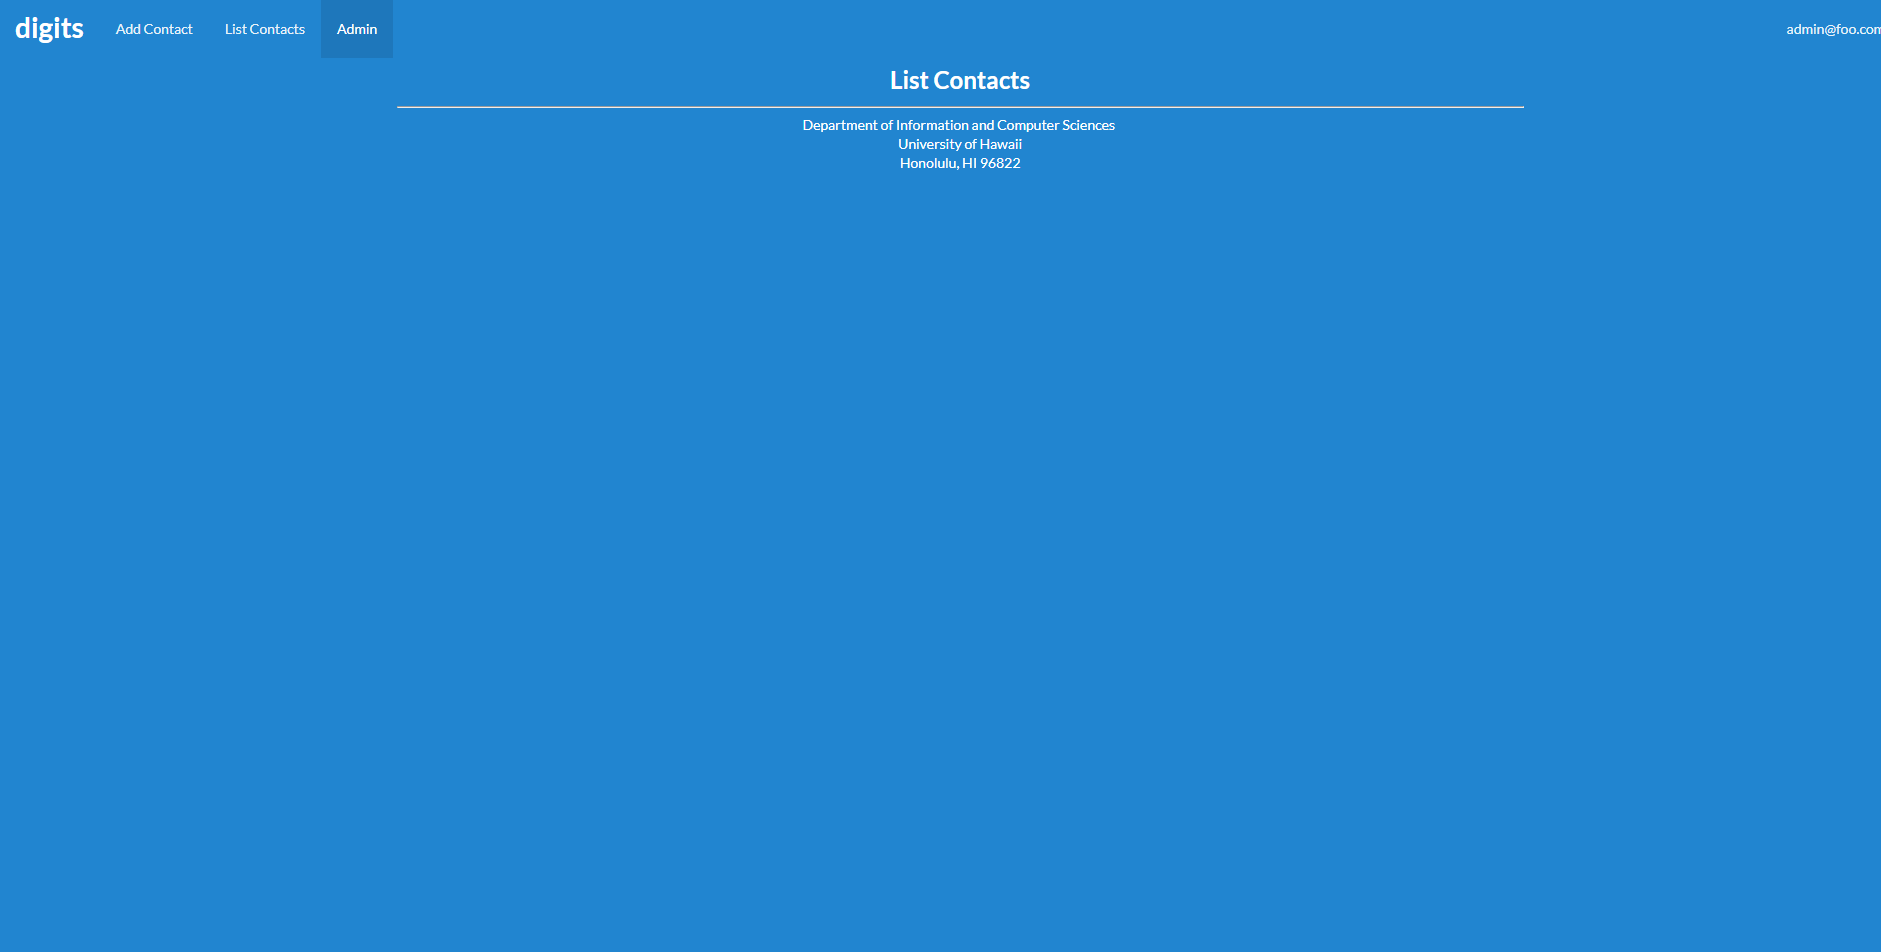 digits Add Contact List Contacts Admin admin@foo.com
List Contacts
Department of Information and Computer Sciences
University of Hawaii
Honolulu, HI 96822